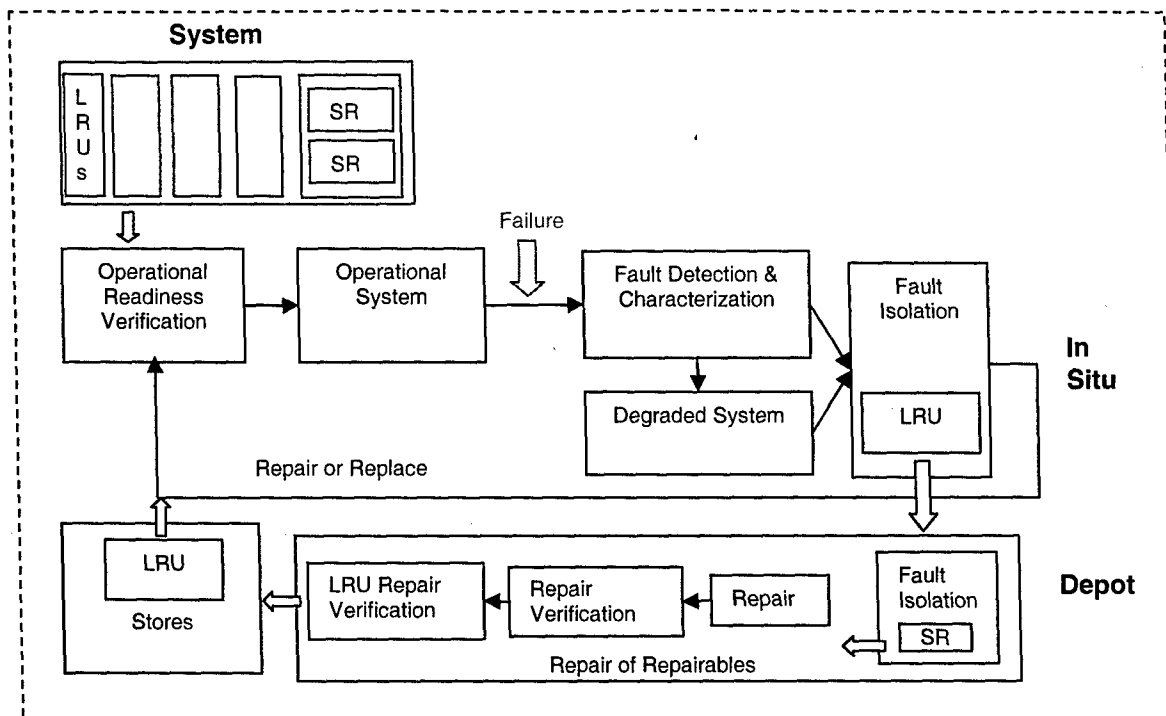 System
L
R
U
s
SR
SR
Failure
Operational
Readiness
Verification
Operational
System
Fault Detection &
Characterization
Fault
Isolation
In
Situ
Degraded System
LRU
Repair or Replace
LRU
Stores
LRU Repair
Verification
Repair
Verification
Repair
Fault
Isolation
SR
Depot
Repair of Repairables